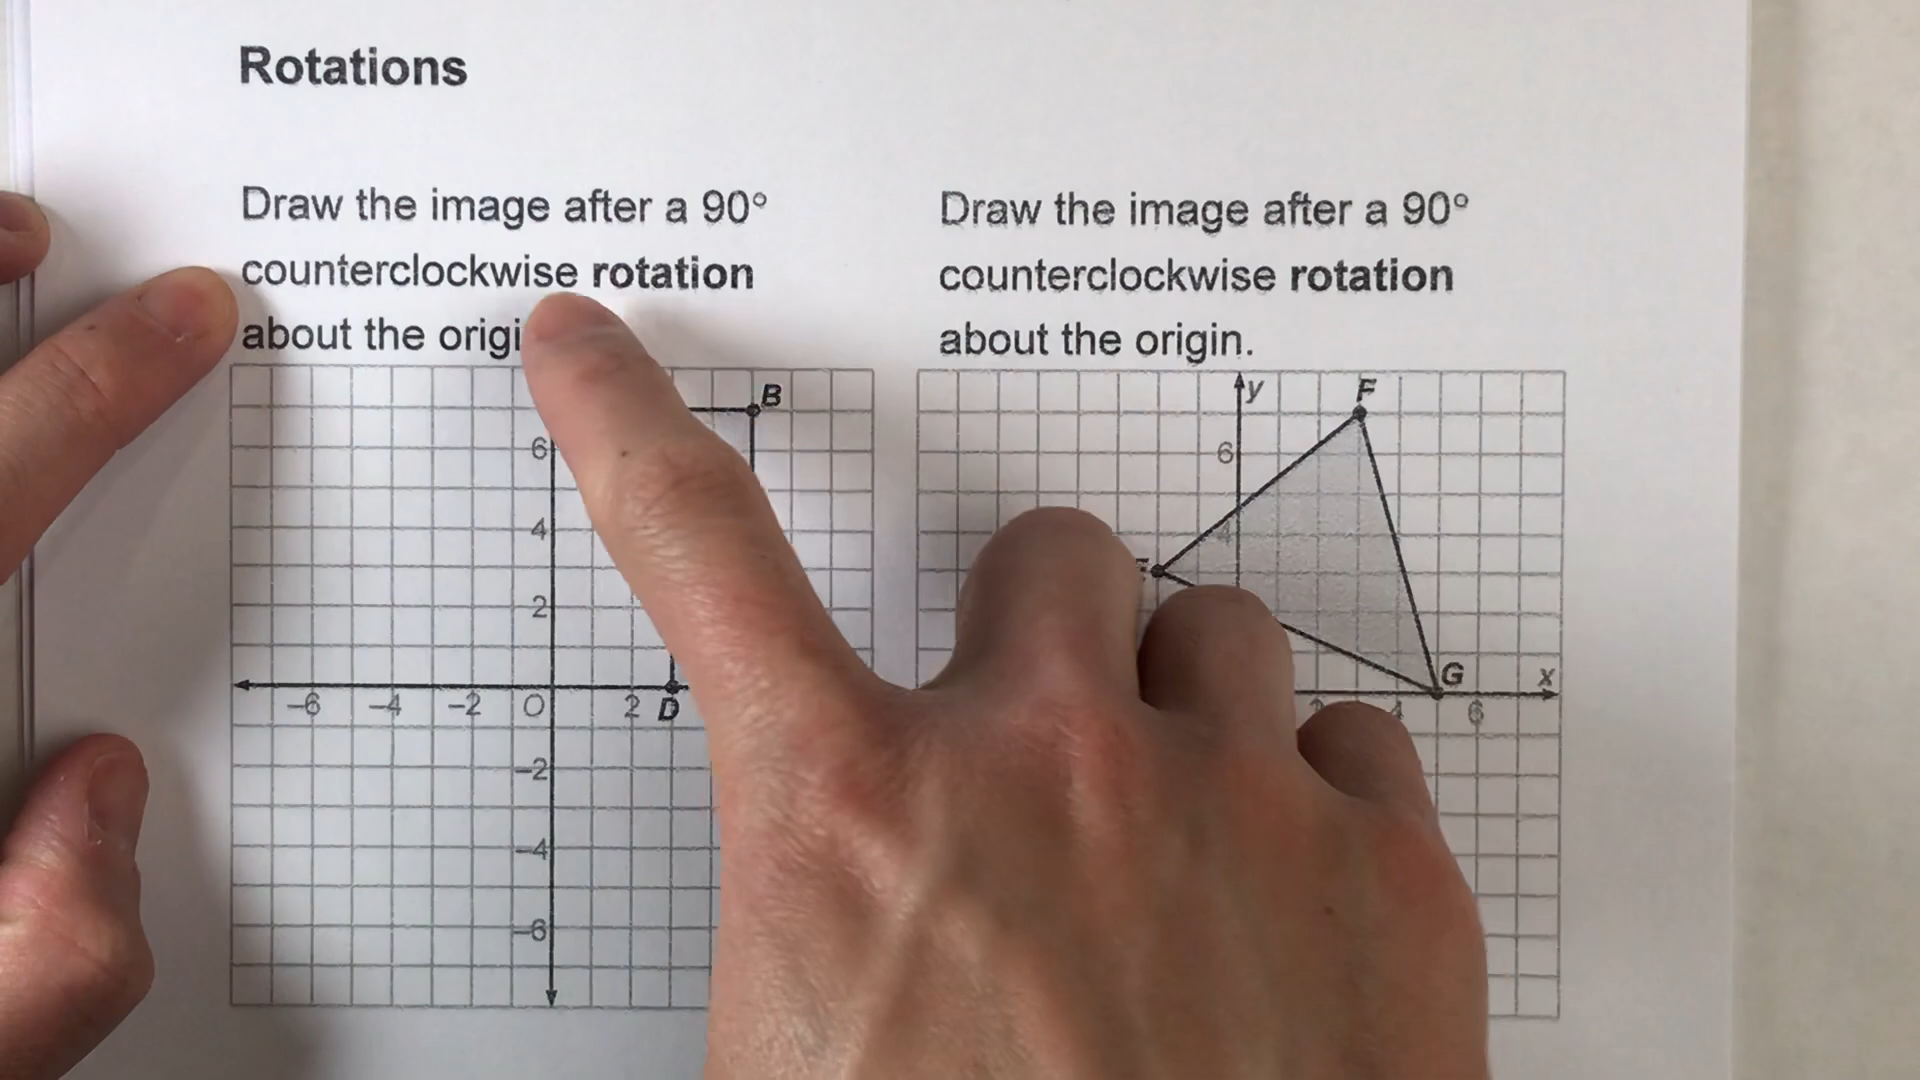 Rotations
Draw the image after a 90°
counterclockwise rotation
about the origi
Draw the image after a 90°
counterclockwise rotation
about the origin.
B
6
4
2
-6 -4 -2 O 2 D
-2
-4
-6
y F
6
4
G x
6